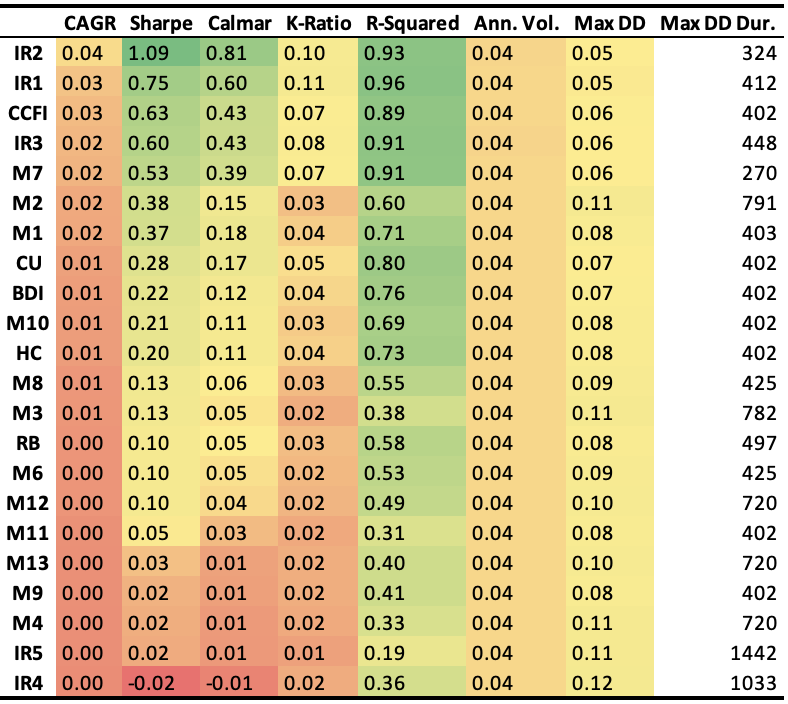 CAGR Sharpe Calmar K-Ratio R-Squared Ann. Vol. Max DD Max DD Dur.
IR2 0.04 1.09 0.81 0.10 0.93 0.04 0.05 324
IR1 0.03 0.75 0.60 0.11 0.96 0.04 0.05 412
CCFI 0.03 0.63 0.43 0.07 0.89 0.04 0.06 402
IR3 0.02 0.60 0.43 0.08 0.91 0.04 0.06 448
M7 0.02 0.53 0.39 0.07 0.91 0.04 0.06 270
M2 0.02 0.38 0.15 0.03 0.60 0.04 0.11 791
M1 0.02 0.37 0.18 0.04 0.71 0.04 0.08 403
CU 0.01 0.28 0.17 0.05 0.80 0.04 0.07 402
BDI 0.01 0.22 0.12 0.04 0.76 0.04 0.07 402
M10 0.01 0.21 0.11 0.03 0.69 0.04 0.08 402
HC 0.01 0.20 0.11 0.04 0.73 0.04 0.08 402
M8 0.01 0.13 0.06 0.03 0.55 0.04 0.09 425
M3 0.01 0.13 0.05 0.02 0.38 0.04 0.11 782
RB 0.00 0.10 0.05 0.03 0.58 0.04 0.08 497
M6 0.00 0.10 0.05 0.02 0.53 0.04 0.09 425
M12 0.00 0.10 0.04 0.02 0.49 0.04 0.10 720
M11 0.00 0.05 0.03 0.02 0.31 0.04 0.08 402
M13 0.00 0.03 0.01 0.02 0.40 0.04 0.10 720
M9 0.00 0.02 0.01 0.02 0.41 0.04 0.08 402
M4 0.00 0.02 0.01 0.02 0.33 0.04 0.11 720
IR5 0.00 0.02 0.01 0.01 0.19 0.04 0.11 1442
IR4 0.00 -0.02 -0.01 0.02 0.36 0.04 0.12 1033